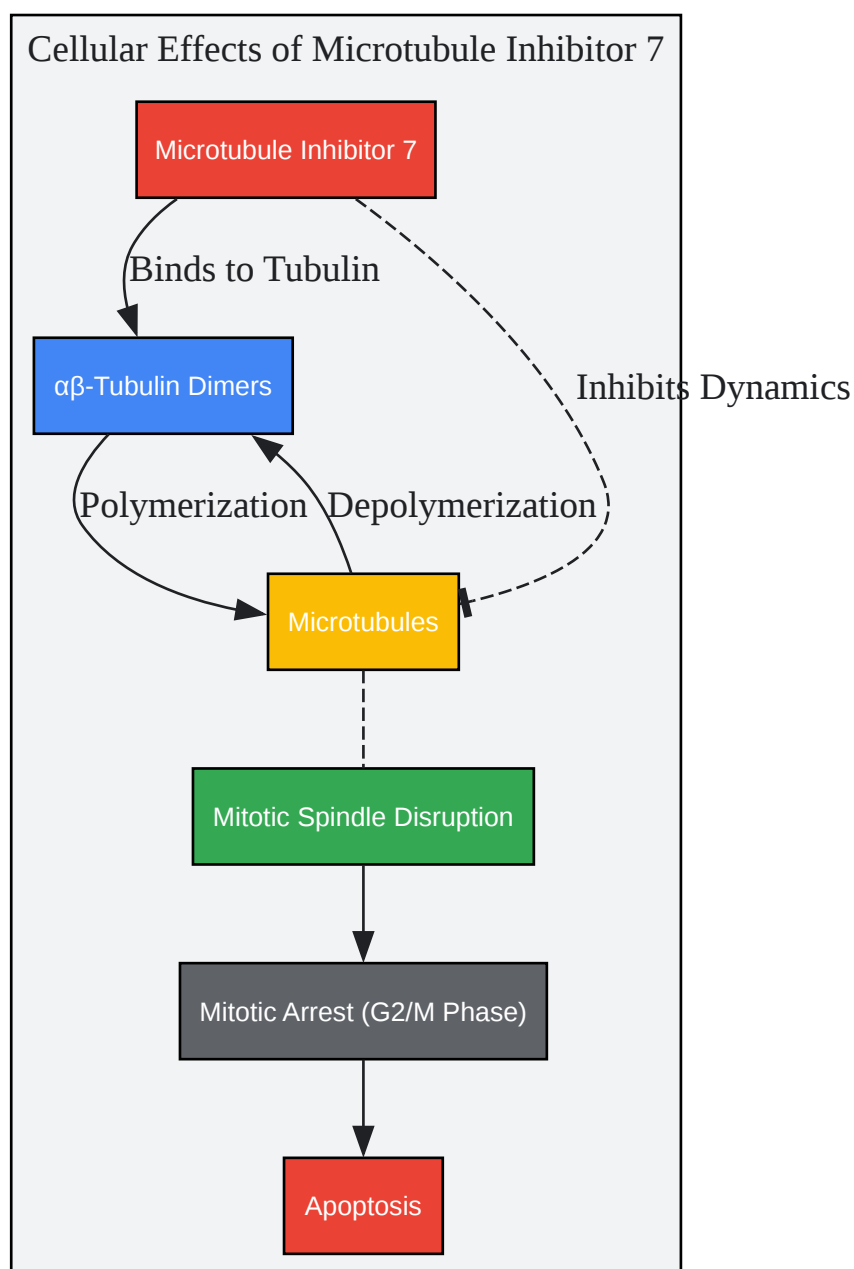 Cellular Effects of Microtubule Inhibitor 7
Microtubule Inhibitor 7
Binds to Tubulin
αβ-Tubulin Dimers
Inhibits Dynamics
Polymerization
Depolymerization
Microtubules
Mitotic Spindle Disruption
Mitotic Arrest (G2/M Phase)
Apoptosis